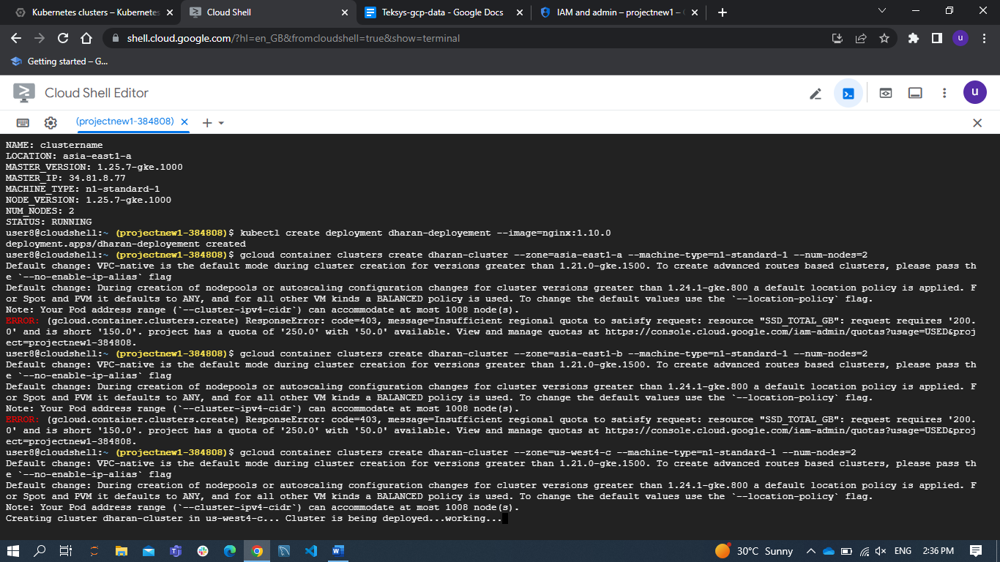 Kubernetes clusters – Kubernetes
Cloud Shell
Teksys-gcp-data - Google Docs
IAM and admin – projectnew1 –
shell.cloud.google.com/?hl=en_GB&fromcloudshell=true&show=terminal
u
Getting started – G...
Cloud Shell Editor
u
(projectnew1-384808)
NAME: clustername
LOCATION: asia-east1-a
MASTER_VERSION: 1.25.7-gke.1000
MASTER_IP: 34.81.8.77
MACHINE_TYPE: n1-standard-1
NODE_VERSION: 1.25.7-gke.1000
NUM_NODES: 2
STATUS: RUNNING
user8@cloudshell:~ (projectnew1-384808)$ kubectl create deployment dharan-deployement --image=nginx:1.10.0
deployment.apps/dharan-deployement created
user8@cloudshell:~ (projectnew1-384808)$ gcloud container clusters create dharan-cluster --zone=asia-east1-a --machine-type=n1-standard-1 --num-nodes=2
Default change: VPC-native is the default mode during cluster creation for versions greater than 1.21.0-gke.1500. To create advanced routes based clusters, please pass th
e `--no-enable-ip-alias` flag
Default change: During creation of nodepools or autoscaling configuration changes for cluster versions greater than 1.24.1-gke.800 a default location policy is applied. F
or Spot and PVM it defaults to ANY, and for all other VM kinds a BALANCED policy is used. To change the default values use the `--location-policy` flag.
Note: Your Pod address range (`--cluster-ipv4-cidr`) can accommodate at most 1008 node(s).
ERROR: (gcloud.container.clusters.create) ResponseError: code=403, message=Insufficient regional quota to satisfy request: resource "SSD_TOTAL_GB": request requires '200.
0' and is short '150.0'. project has a quota of '250.0' with '50.0' available. View and manage quotas at https://console.cloud.google.com/iam-admin/quotas?usage=USED&proj
ect=projectnew1-384808.
user8@cloudshell:~ (projectnew1-384808)$ gcloud container clusters create dharan-cluster --zone=asia-east1-b --machine-type=n1-standard-1 --num-nodes=2
Default change: VPC-native is the default mode during cluster creation for versions greater than 1.21.0-gke.1500. To create advanced routes based clusters, please pass th
e `--no-enable-ip-alias` flag
Default change: During creation of nodepools or autoscaling configuration changes for cluster versions greater than 1.24.1-gke.800 a default location policy is applied. F
or Spot and PVM it defaults to ANY, and for all other VM kinds a BALANCED policy is used. To change the default values use the `--location-policy` flag.
Note: Your Pod address range (`--cluster-ipv4-cidr`) can accommodate at most 1008 node(s).
ERROR: (gcloud.container.clusters.create) ResponseError: code=403, message=Insufficient regional quota to satisfy request: resource "SSD_TOTAL_GB": request requires '200.
0' and is short '150.0'. project has a quota of '250.0' with '50.0' available. View and manage quotas at https://console.cloud.google.com/iam-admin/quotas?usage=USED&proj
ect=projectnew1-384808.
user8@cloudshell:~ (projectnew1-384808)$ gcloud container clusters create dharan-cluster --zone=us-west4-c --machine-type=n1-standard-1 --num-nodes=2
Default change: VPC-native is the default mode during cluster creation for versions greater than 1.21.0-gke.1500. To create advanced routes based clusters, please pass th
e `--no-enable-ip-alias` flag
Default change: During creation of nodepools or autoscaling configuration changes for cluster versions greater than 1.24.1-gke.800 a default location policy is applied. F
or Spot and PVM it defaults to ANY, and for all other VM kinds a BALANCED policy is used. To change the default values use the `--location-policy` flag.
Note: Your Pod address range (`--cluster-ipv4-cidr`) can accommodate at most 1008 node(s).
Creating cluster dharan-cluster in us-west4-c... Cluster is being deployed...working...
30°C Sunny
ENG
2:36 PM